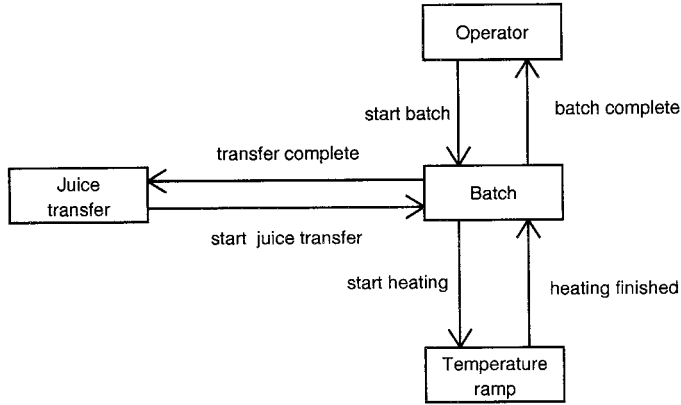 Operator
start batch
batch complete
transfer complete
Juice
transfer
Batch
start juice transfer
start heating
heating finished
Temperature
ramp